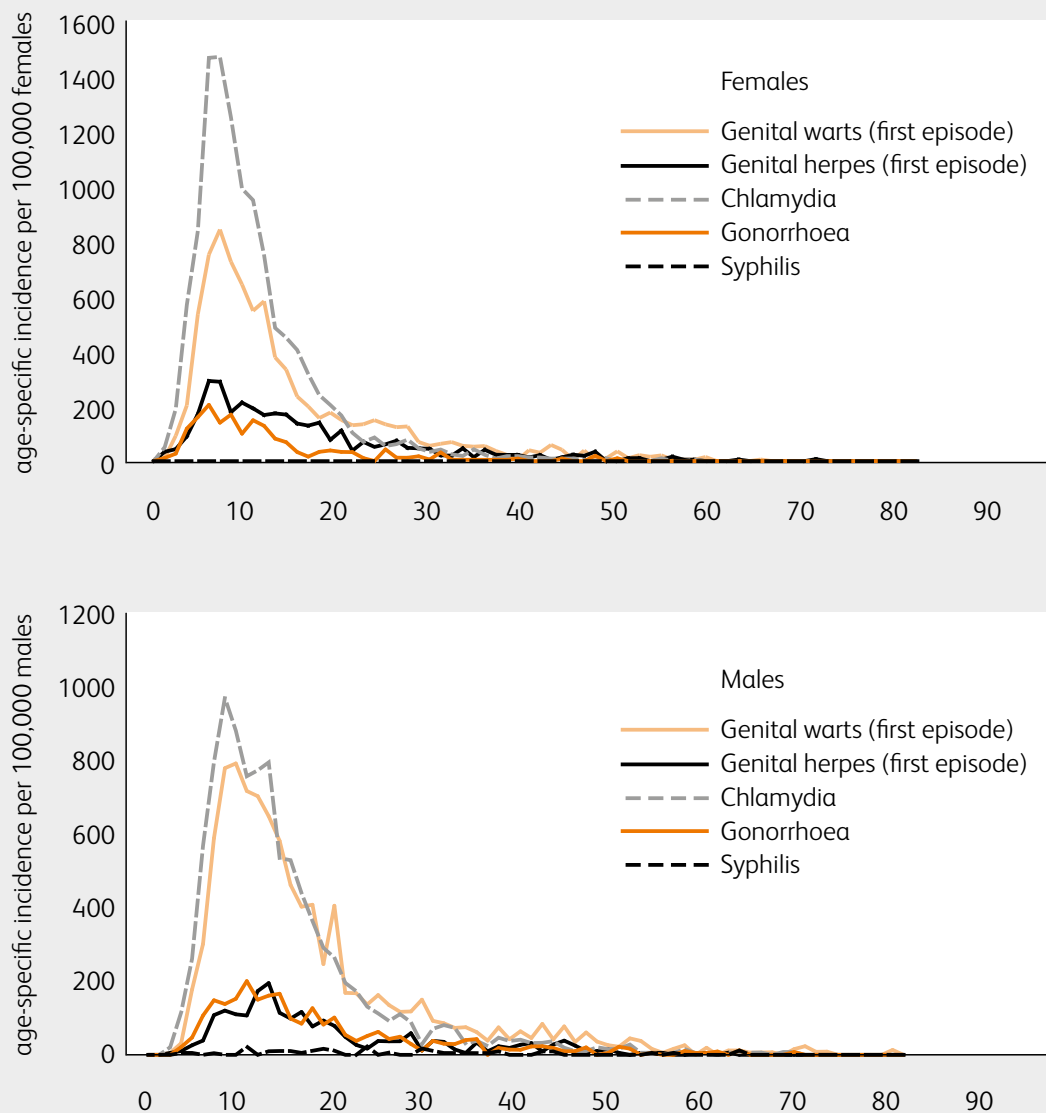 age-specific incidence per 100,000 females
1600
1400
1200
1000
800
600
400
200
0
Females
Genital warts (first episode)
Genital herpes (first episode)
Chlamydia
Gonorrhoea
Syphilis
0 10 20 30 40 50 60 70 80 90
age-specific incidence per 100,000 males
1200
1000
800
600
400
200
0
Males
Genital warts (first episode)
Genital herpes (first episode)
Chlamydia
Gonorrhoea
Syphilis
0 10 20 30 40 50 60 70 80 90